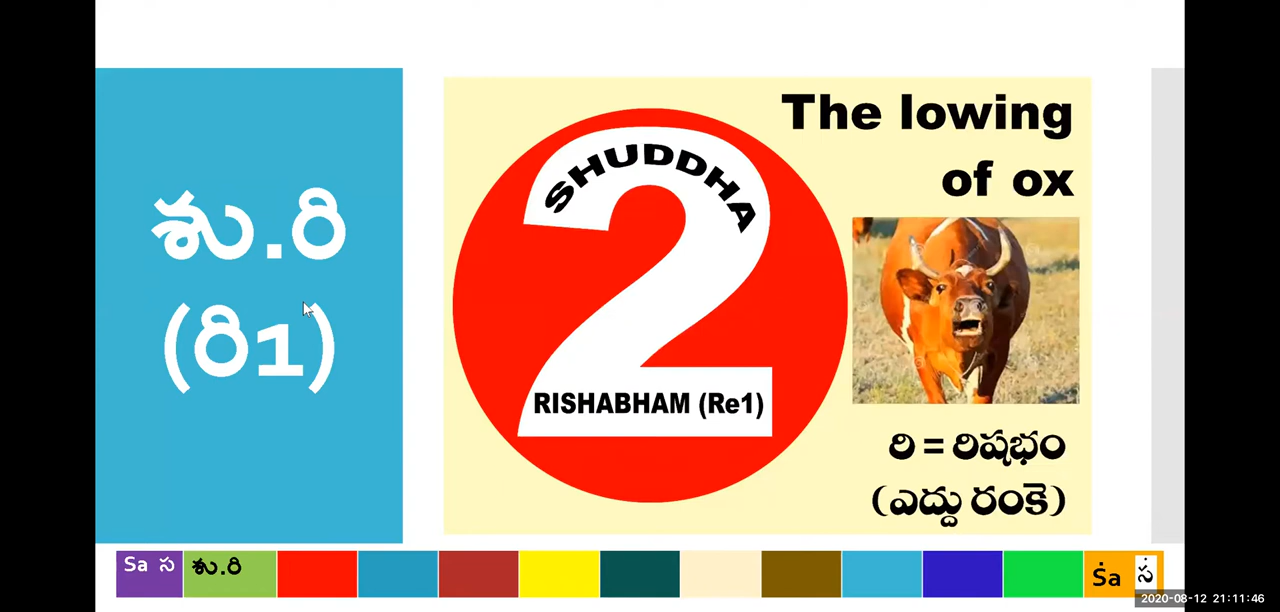 శు.రి
(రి1)
The lowing
of ox
SHUDDHA
2
RISHABHAM (Re1)
రి = రిషభం
(ఎద్దు రంకె)
Sa స
శు.రి
Ṡa
స̇
2020-08-12 21:11:46